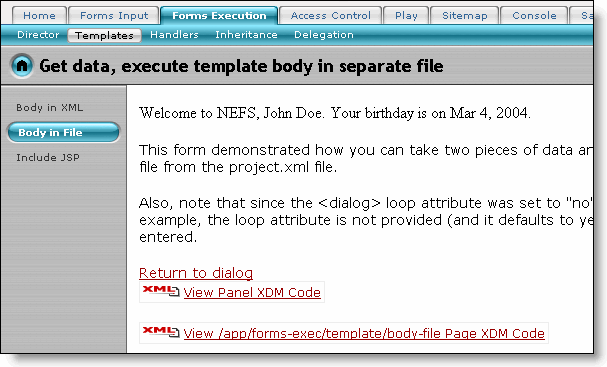 Home Forms Input Forms Execution Access Control Play Sitemap Console
Director Templates Handlers Inheritance Delegation
Get data, execute template body in separate file
Body in XML
Body in File
Include JSP
Welcome to NEFS, John Doe. Your birthday is on Mar 4, 2004.
This form demonstrated how you can take two pieces of data
file from the project.xml file.
Also, note that since the <dialog> loop attribute was set to "no"
example, the loop attribute is not provided (and it defaults to
entered.
Return to dialog
XML View Panel XDM Code
XML View /app/forms-exec/template/body-file Page XDM Code